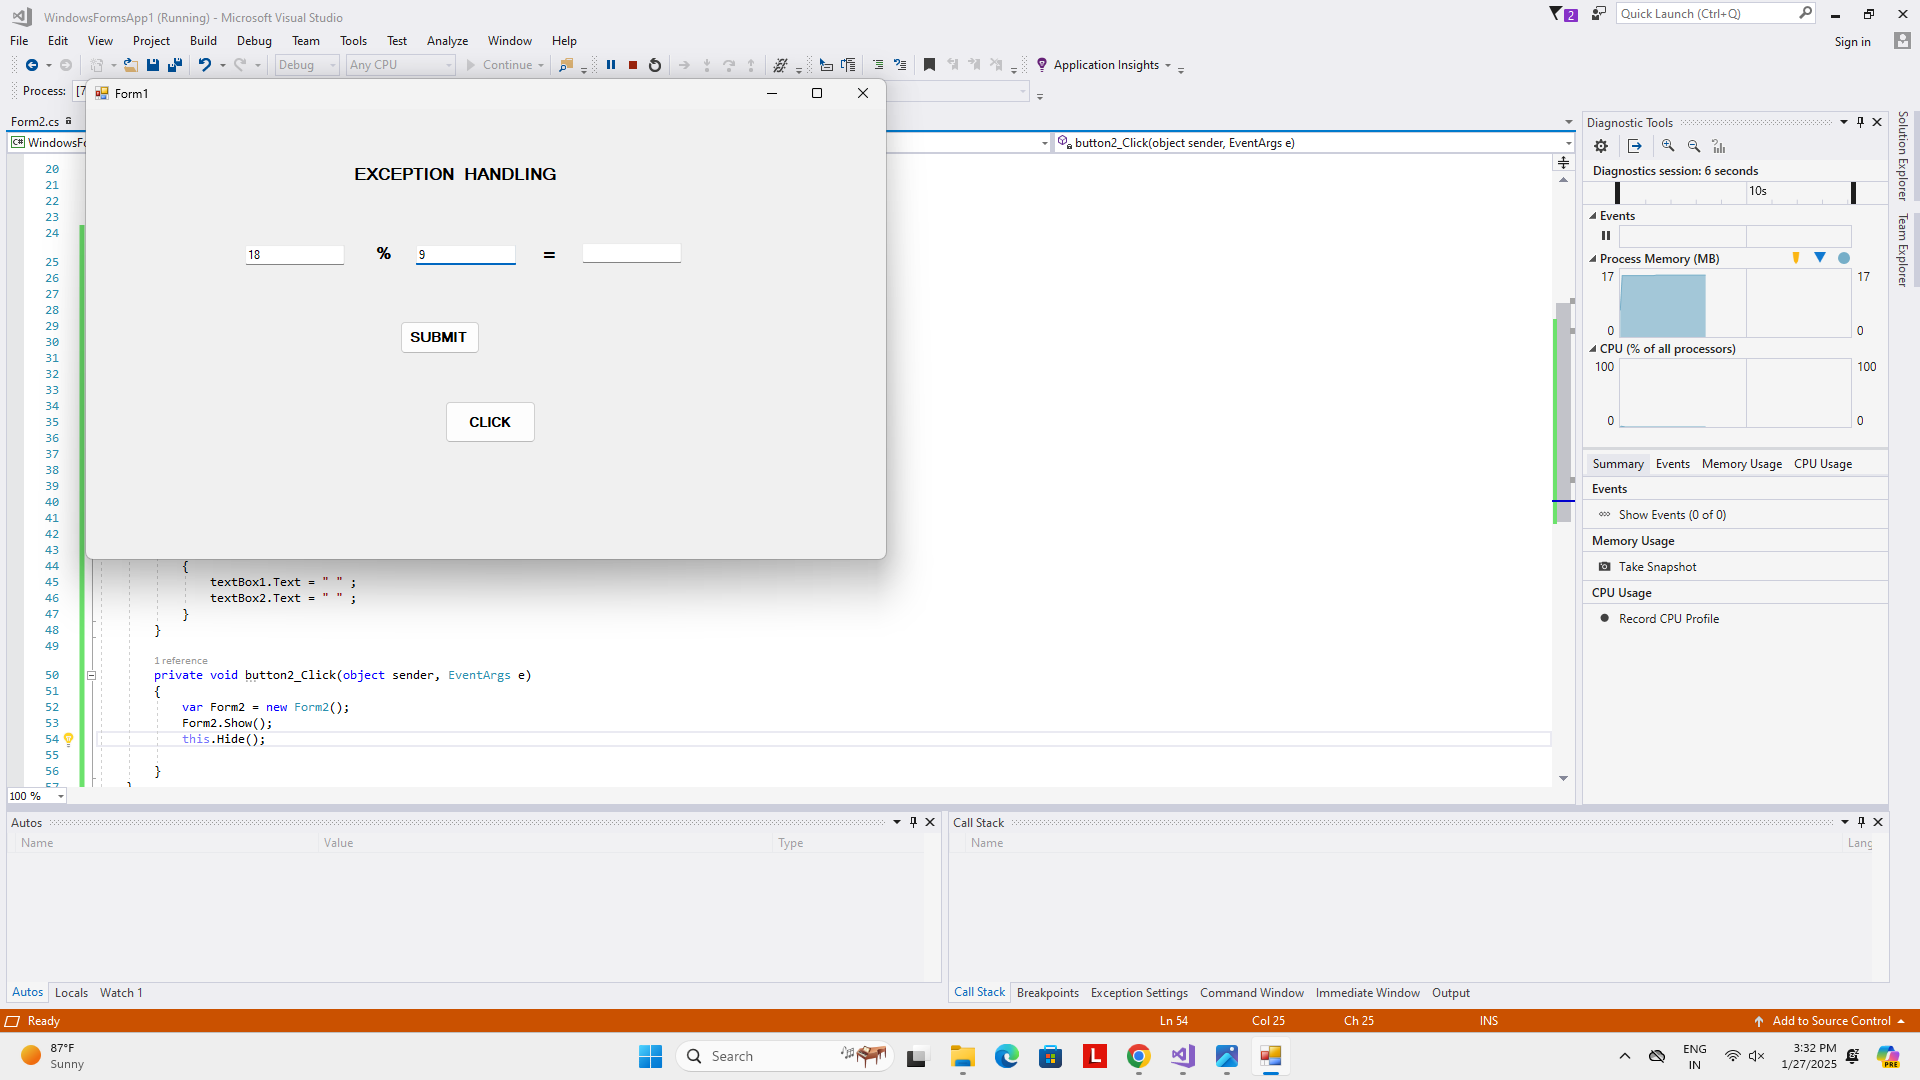 WindowsFormsApp1 (Running) - Microsoft Visual Studio
2
Quick Launch (Ctrl+Q)
File Edit View Project Build Debug Team Tools Test Analyze Window Help
Sign in
Debug Any CPU Continue Application Insights
Process: [7
Form1
Form2.cs
WindowsFo
button2_Click(object sender, EventArgs e)
EXCEPTION HANDLING
18 % 9 =
SUBMIT
CLICK
20
21
22
23
24
25
26
27
28
29
30
31
32
33
34
35
36
37
38
39
40
41
42
43
44 {
45 textBox1.Text = " " ;
46 textBox2.Text = " " ;
47 }
48 }
49
1 reference
50 private void button2_Click(object sender, EventArgs e)
51 {
52 var Form2 = new Form2();
53 Form2.Show();
54 this.Hide();
55
56 }
57 }
100 %
Diagnostic Tools
Diagnostics session: 6 seconds
10s
Events
Process Memory (MB)
17 17
0 0
CPU (% of all processors)
100 100
0 0
Summary Events Memory Usage CPU Usage
Events
Show Events (0 of 0)
Memory Usage
Take Snapshot
CPU Usage
Record CPU Profile
Solution Explorer
Team Explorer
Autos
Name Value Type
Autos Locals Watch 1
Call Stack
Name Lang
Call Stack Breakpoints Exception Settings Command Window Immediate Window Output
Ready Ln 54 Col 25 Ch 25 INS Add to Source Control
87°F
Sunny
Search
L
PRE
ENG
IN
3:32 PM
1/27/2025